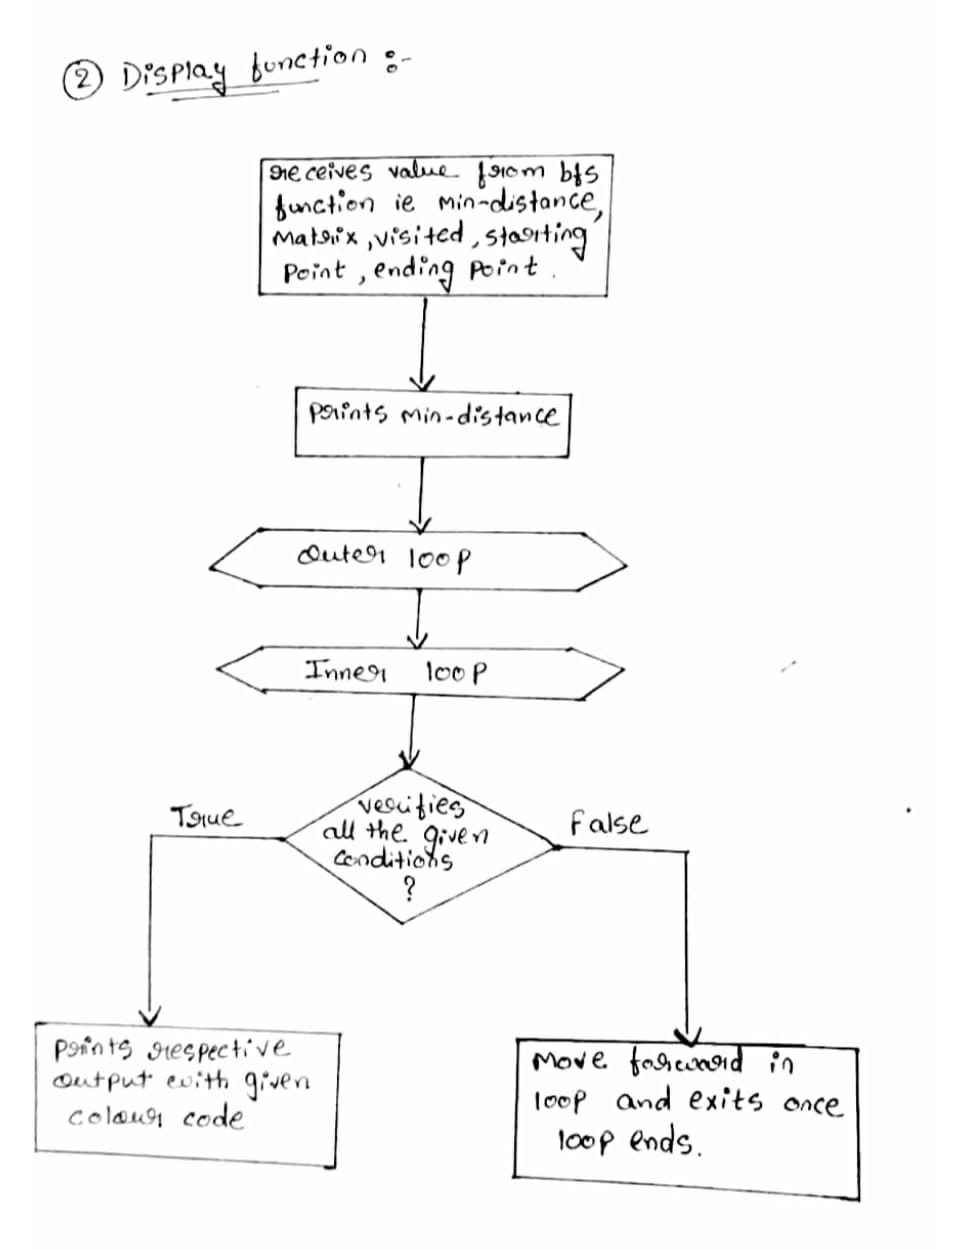 ② Display function :-
receives value from bfs
function ie min-distance,
Matrix, visited, starting
Point, ending Point.
prints min-distance
Outer loop
Inner loop
verifies
all the given
conditions
?
True
False
prints respective
output with given
colour code
Move forward in
loop and exits once
loop ends.